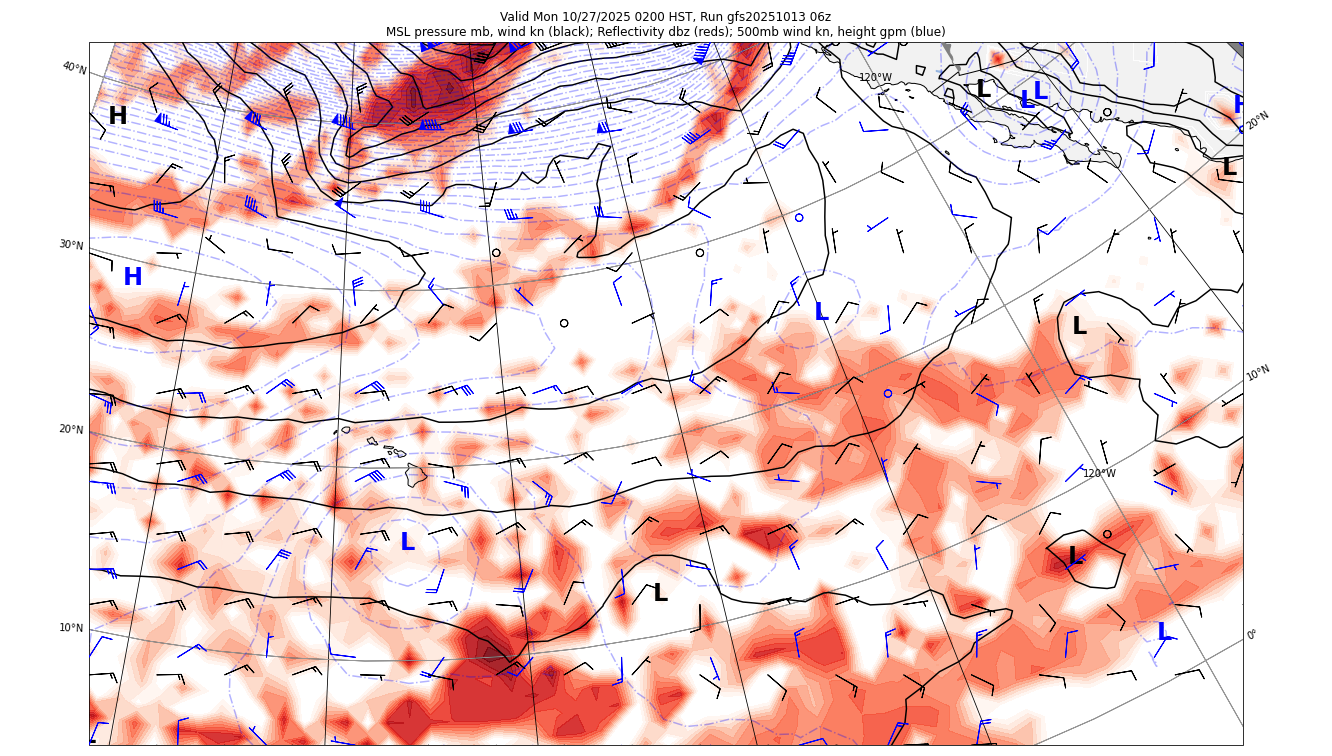 Valid Mon 10/27/2025 0200 HST, Run gfs20251013 06z
MSL pressure mb, wind kn (black); Reflectivity dbz (reds); 500mb wind kn, height gpm (blue)
40°N
120°W
L
L
L
H
20°N
L
30°N
H
L
L
10°N
20°N
120°W
L
L
L
10°N
L
0°